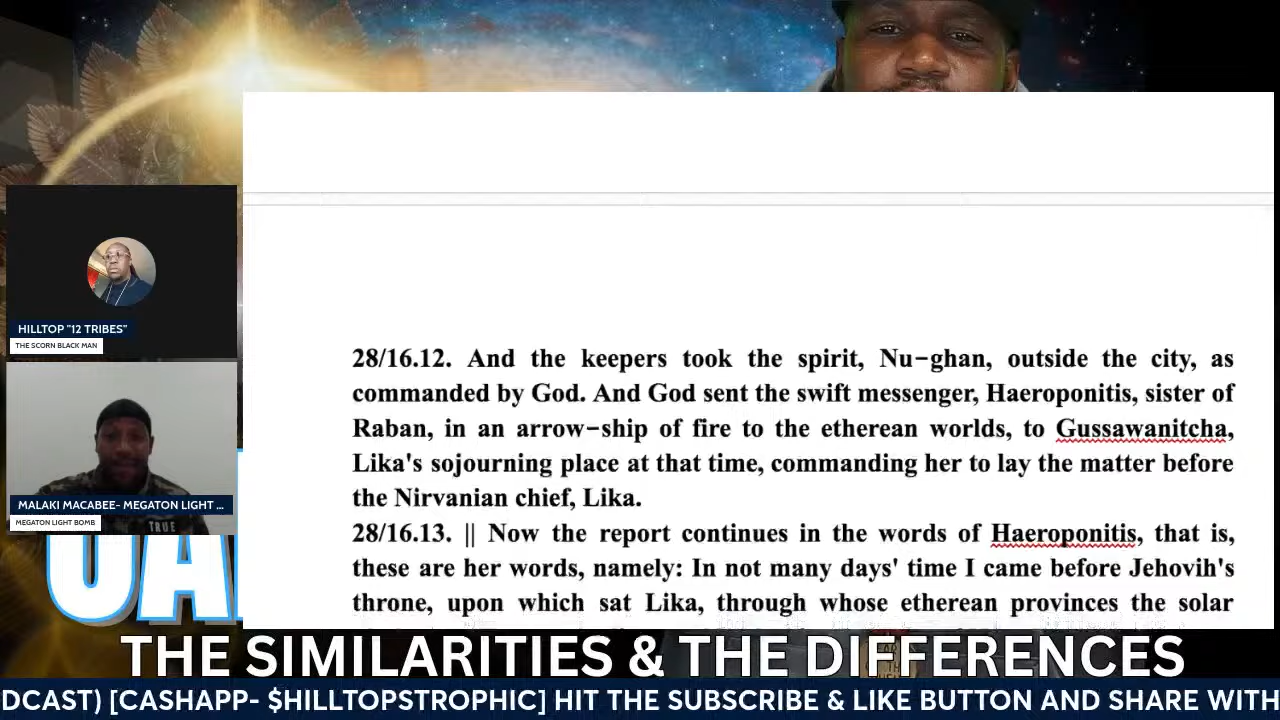 HILLTOP "12 TRIBES"
THE SCORN BLACK MAN
MALAKI MACABEE- MEGATON LIGHT ...
MEGATON LIGHT BOMB
TRUE
28/16.12. And the keepers took the spirit, Nu−ghan, outside the city, as
commanded by God. And God sent the swift messenger, Haeroponitis, sister of
Raban, in an arrow−ship of fire to the etherean worlds, to Gussawanitcha,
Lika's sojourning place at that time, commanding her to lay the matter before
the Nirvanian chief, Lika.
28/16.13. || Now the report continues in the words of Haeroponitis, that is,
these are her words, namely: In not many days' time I came before Jehovih's
throne, upon which sat Lika, through whose etherean provinces the solar
THE SIMILARITIES & THE DIFFERENCES
DCAST) [CASHAPP- $HILLTOPSTROPHIC] HIT THE SUBSCRIBE & LIKE BUTTON AND SHARE WITH